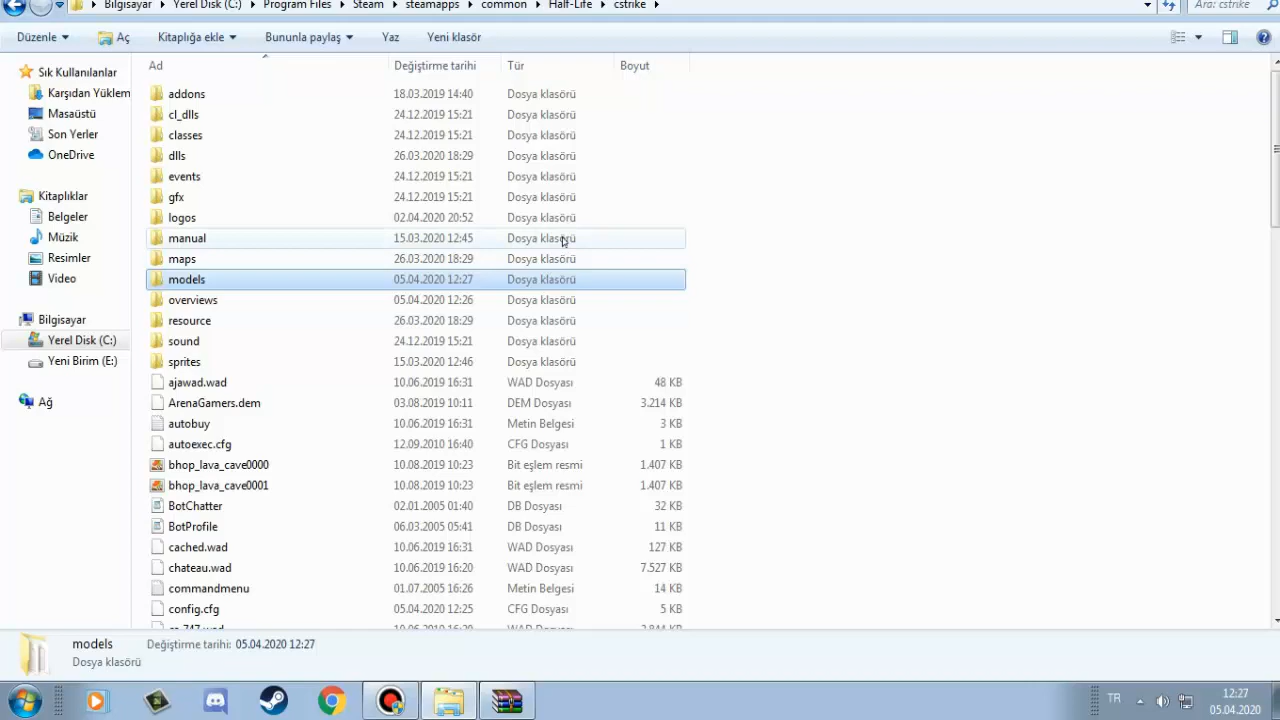 Bilgisayar ▸ Yerel Disk (C:) ▸ Program Files ▸ Steam ▸ steamapps ▸ common ▸ Half-Life ▸ cstrike ▸ Ara: cstrike
Düzenle Aç Kitaplığa ekle Bununla paylaş Yaz Yeni klasör
Ad Değiştirme tarihi Tür Boyut
Sık Kullanılanlar
Karşıdan Yüklem
Masaüstü
Son Yerler
OneDrive
Kitaplıklar
Belgeler
Müzik
Resimler
Video
Bilgisayar
Yerel Disk (C:)
Yeni Birim (E:)
Ağ
addons 18.03.2019 14:40 Dosya klasörü
cl_dlls 24.12.2019 15:21 Dosya klasörü
classes 24.12.2019 15:21 Dosya klasörü
dlls 26.03.2020 18:29 Dosya klasörü
events 24.12.2019 15:21 Dosya klasörü
gfx 24.12.2019 15:21 Dosya klasörü
logos 02.04.2020 20:52 Dosya klasörü
manual 15.03.2020 12:45 Dosya klasörü
maps 26.03.2020 18:29 Dosya klasörü
models 05.04.2020 12:27 Dosya klasörü
overviews 05.04.2020 12:26 Dosya klasörü
resource 26.03.2020 18:29 Dosya klasörü
sound 24.12.2019 15:21 Dosya klasörü
sprites 15.03.2020 12:46 Dosya klasörü
ajawad.wad 10.06.2019 16:31 WAD Dosyası 48 KB
ArenaGamers.dem 03.08.2019 10:11 DEM Dosyası 3.214 KB
autobuy 10.06.2019 16:31 Metin Belgesi 3 KB
autoexec.cfg 12.09.2010 16:40 CFG Dosyası 1 KB
bhop_lava_cave0000 10.08.2019 10:23 Bit eşlem resmi 1.407 KB
bhop_lava_cave0001 10.08.2019 10:23 Bit eşlem resmi 1.407 KB
BotChatter 02.01.2005 01:40 DB Dosyası 32 KB
BotProfile 06.03.2005 05:41 DB Dosyası 11 KB
cached.wad 10.06.2019 16:31 WAD Dosyası 127 KB
chateau.wad 10.06.2019 16:20 WAD Dosyası 7.527 KB
commandmenu 01.07.2005 16:26 Metin Belgesi 14 KB
config.cfg 05.04.2020 12:25 CFG Dosyası 5 KB
cs_747.wad 10.06.2019 16:20 WAD Dosyası 2.844 KB
models Değiştirme tarihi: 05.04.2020 12:27
Dosya klasörü
TR 12:27
05.04.2020